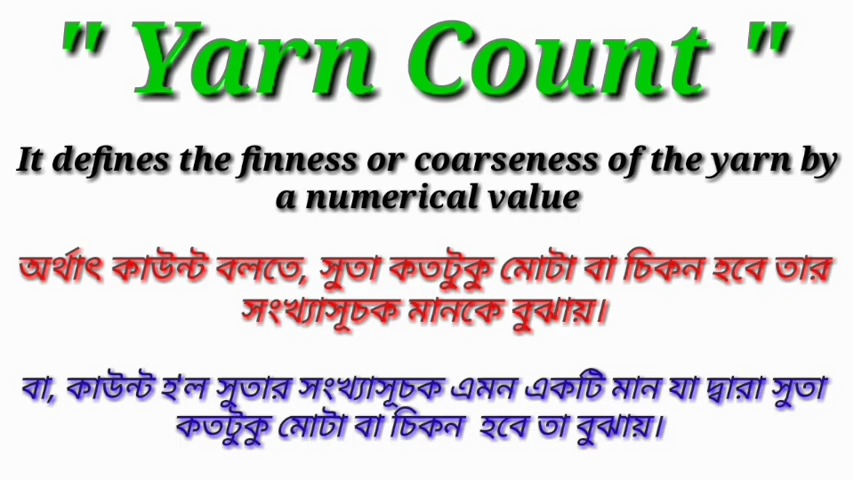 " Yarn Count "
It defines the finness or coarseness of the yarn by
a numerical value
অর্থাৎ কাউন্ট বলতে, সুতা কতটুকু মোটা বা চিকন হবে তার
সংখ্যাসূচক মানকে বুঝায়।
বা, কাউন্ট হ'ল সুতার সংখ্যাসূচক এমন একটি মান যা দ্বারা সুতা
কতটুকু মোটা বা চিকন হবে তা বুঝায়।